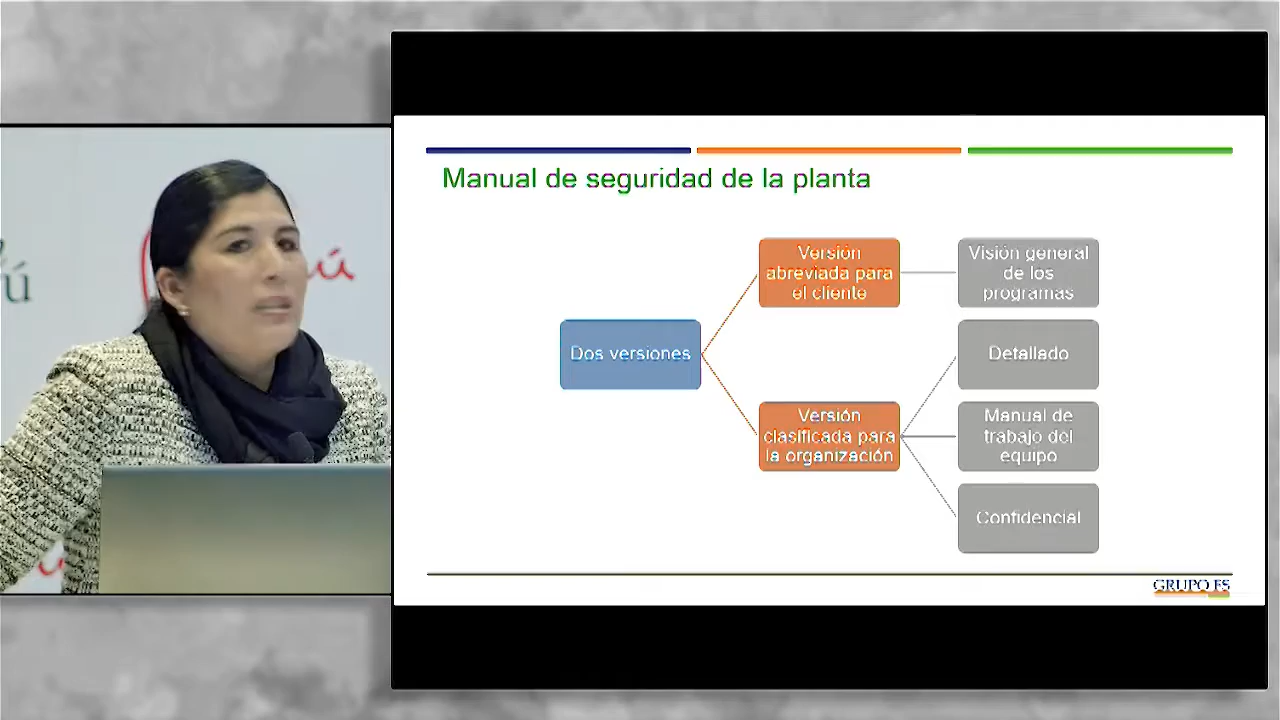 Manual de seguridad de la planta
Versión
abreviada para
el cliente
Visión general
de los
programas
Dos versiones
Detallado
Versión
clasificada para
la organización
Manual de
trabajo del
equipo
Confidencial
GRUPO ES
ú
ú